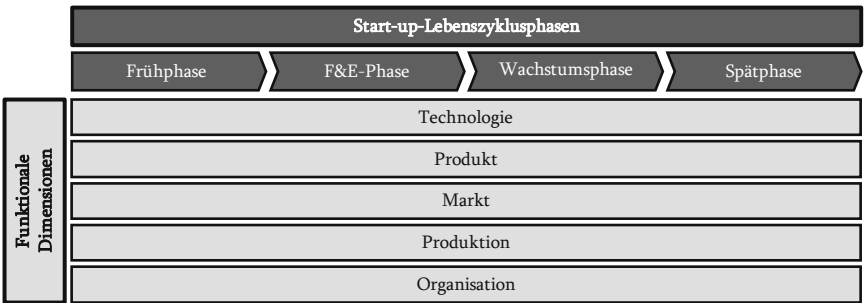 Start-up-Lebenszyklusphasen
Frühphase
F&E-Phase
Wachstumsphase
Spätphase
Funktionale
Dimensionen
Technologie
Produkt
Markt
Produktion
Organisation